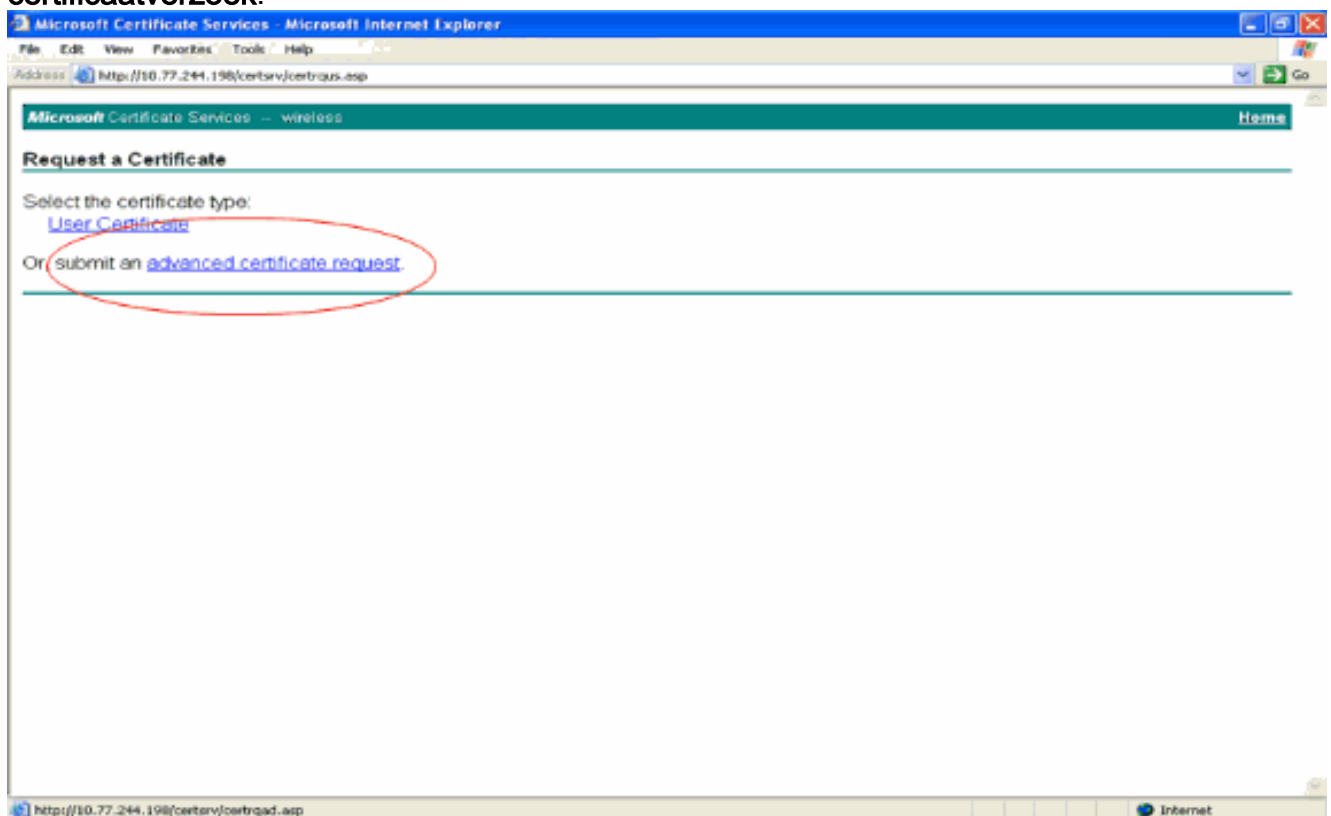 certificaatverzoek.
Microsoft Certificate Services - Microsoft Internet Explorer
File Edit View Favorites Tools Help
Address http://10.77.244.198/certsrv/certrqus.asp Go
Microsoft Certificate Services -- wireless Home
Request a Certificate
Select the certificate type:
User Certificate
Or, submit an advanced certificate request.
http://10.77.244.198/certsrv/certrqad.asp Internet